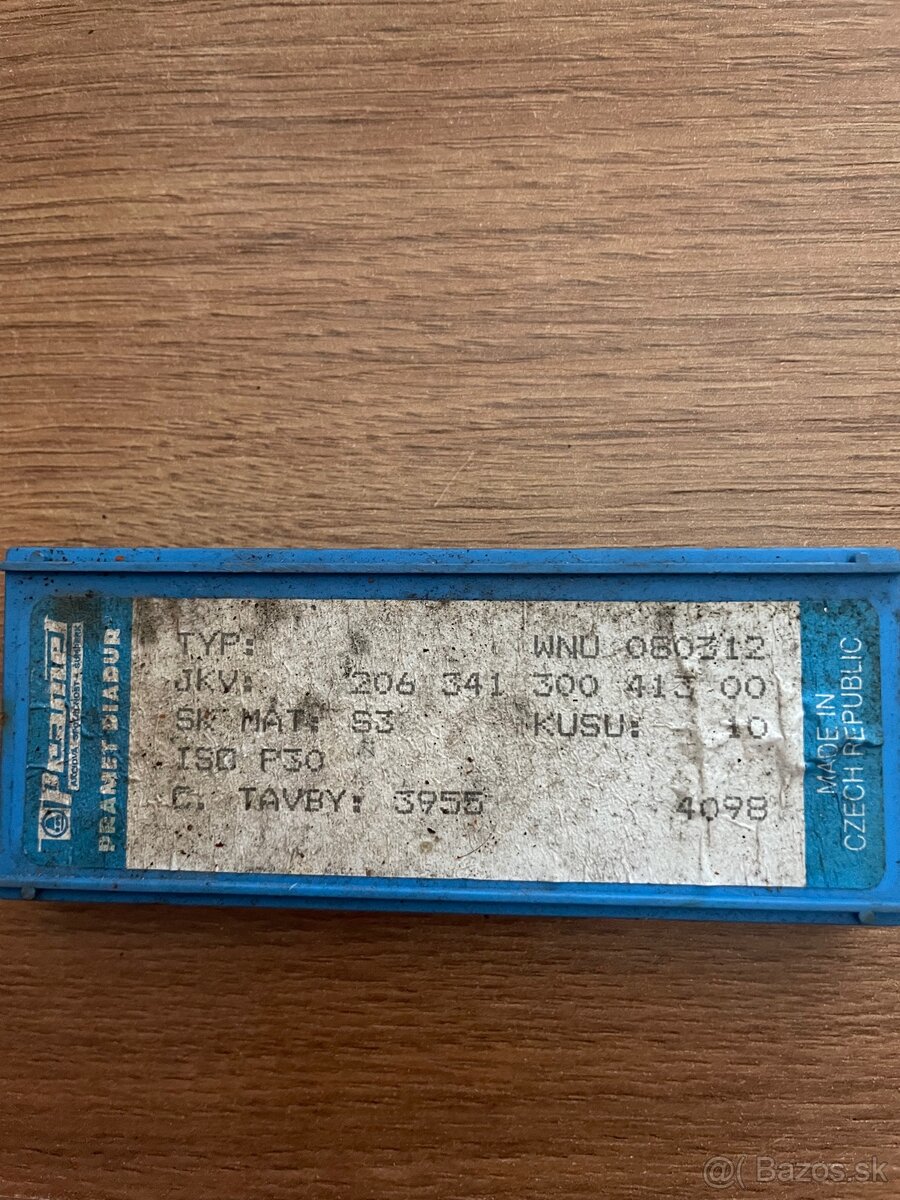 Pramet
PRAMET DIADUR
TYP: WNU 080312
JKV: 206 341 300 413 00
SK MAT: S3 KUSU: 10
ISO P30
C. TAVBY: 3955 4098
MADE IN
CZECH REPUBLIC
@( Bazos.sk